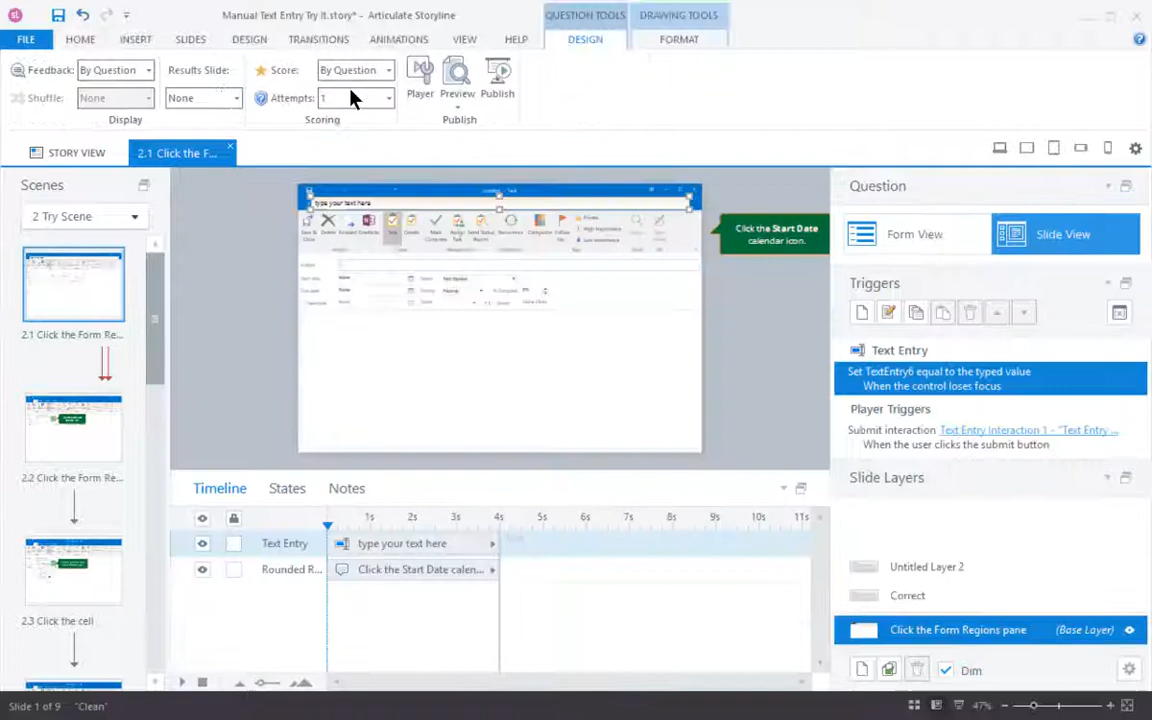 Manual Text Entry Try It.story* - Articulate Storyline
QUESTION TOOLS
DRAWING TOOLS
FILE
HOME
INSERT
SLIDES
DESIGN
TRANSITIONS
ANIMATIONS
VIEW
HELP
DESIGN
FORMAT
Feedback: By Question
Results Slide:
Score: By Question
Shuffle: None
None
Attempts: 1
Player
Preview
Publish
Display
Scoring
Publish
STORY VIEW
2.1 Click the F...
Scenes
2 Try Scene
2.1 Click the Form Re...
2.2 Click the Form Re...
2.3 Click the cell
type your text here
Click the Start Date
calendar icon.
Question
Form View
Slide View
Triggers
Text Entry
Set TextEntry6 equal to the typed value
When the control loses focus
Player Triggers
Submit interaction Text Entry Interaction 1 - "Text Entry ...
When the user clicks the submit button
Slide Layers
Untitled Layer 2
Correct
Click the Form Regions pane (Base Layer)
Dim
Timeline
States
Notes
1s 2s 3s 4s 5s 6s 7s 8s 9s 10s 11s
Text Entry
type your text here
Rounded R...
Click the Start Date calen...
Slide 1 of 9
"Clean"
47%